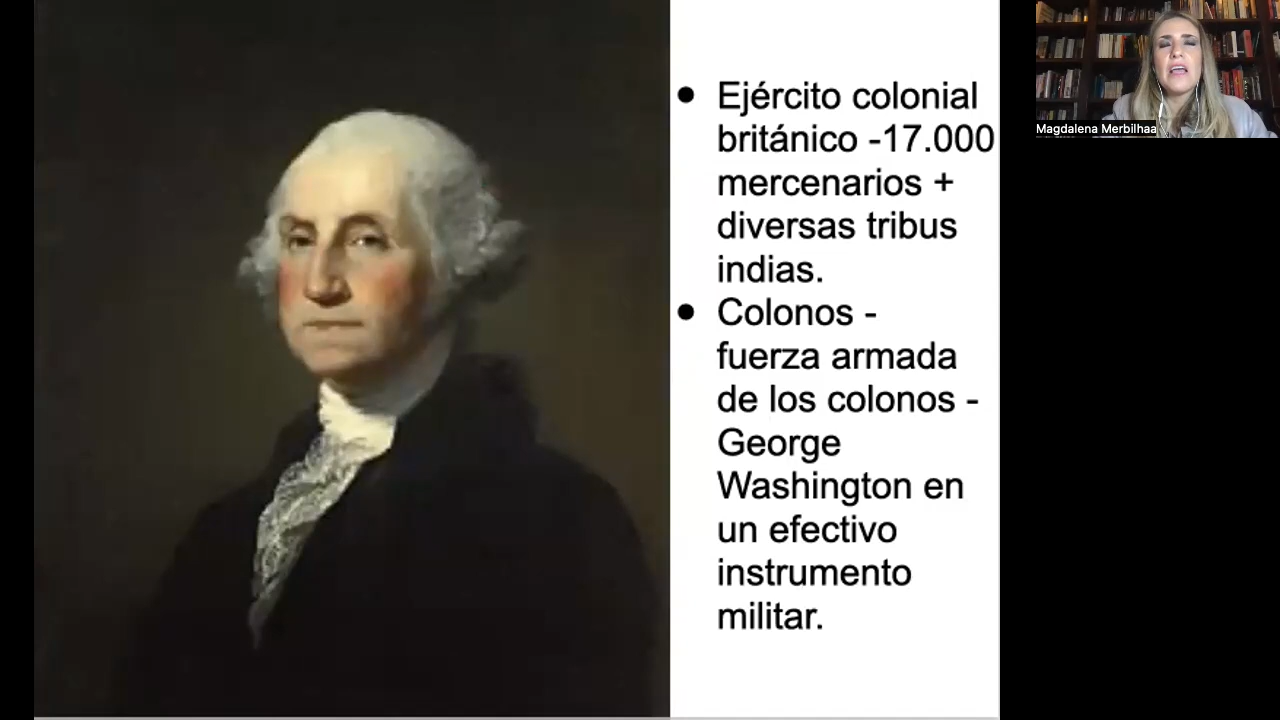 Ejército colonial
británico -17.000
mercenarios +
diversas tribus
indias.
Colonos -
fuerza armada
de los colonos -
George
Washington en
un efectivo
instrumento
militar.
Magdalena Merbilhaa